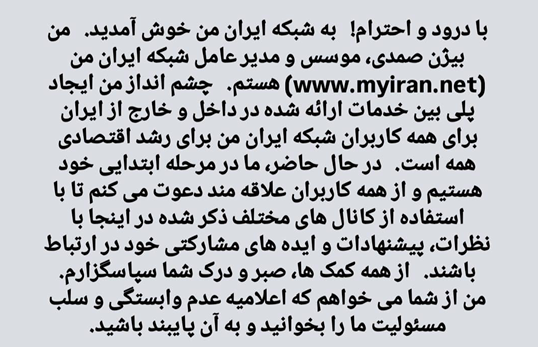 با درود و احترام!  به شبکه ایران من خوش آمدید.  من
بیژن صمدی، موسس و مدیر عامل شبکه ایران من
(www.myiran.net) هستم.  چشم انداز من ایجاد
پلی بین خدمات ارائه شده در داخل و خارج از ایران
برای همه کاربران شبکه ایران من برای رشد اقتصادی
همه است.  در حال حاضر، ما در مرحله ابتدایی خود
هستیم و از همه کاربران علاقه مند دعوت می کنم تا با
استفاده از کانال های مختلف ذکر شده در اینجا با
نظرات، پیشنهادات و ایده های مشارکتی خود در ارتباط
باشند.  از همه کمک ها، صبر و درک شما سپاسگزارم.
من از شما می خواهم که اعلامیه عدم وابستگی و سلب
مسئولیت ما را بخوانید و به آن پایبند باشید.